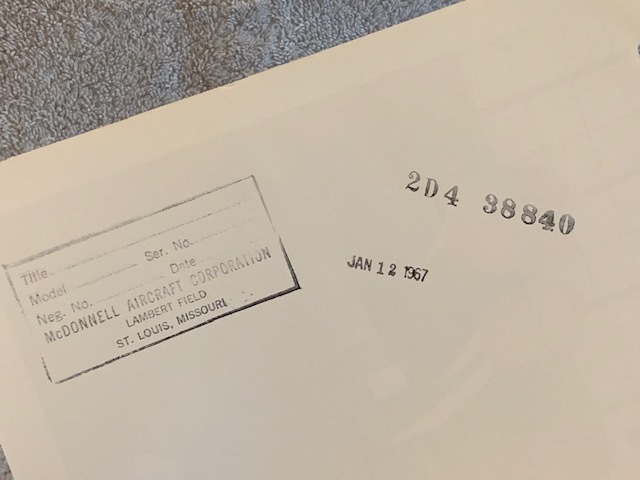 Title
Ser. No.
Model
Date
Neg. No.
McDONNELL AIRCRAFT CORPORATION
LAMBERT FIELD
ST. LOUIS, MISSOURI
2D4 38840
JAN 12 1967